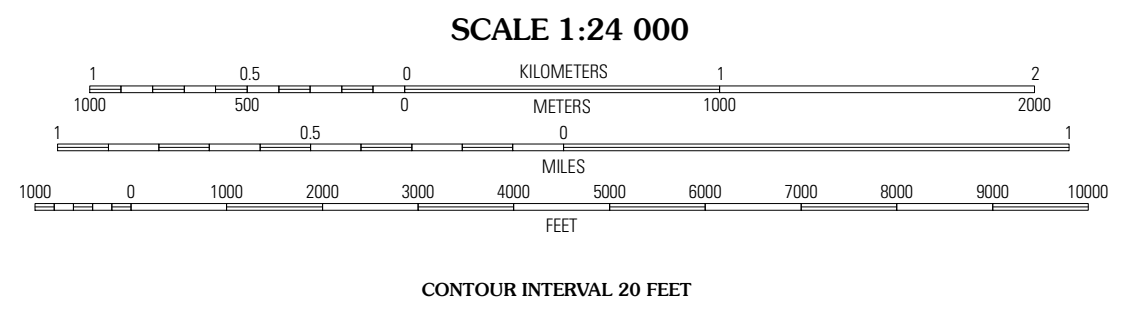 SCALE 1:24 000
1 0.5 0 KILOMETERS 1 2
1000 500 0 METERS 1000 2000
1 0.5 0 1
MILES
1000 0 1000 2000 3000 4000 5000 6000 7000 8000 9000 10000
FEET
CONTOUR INTERVAL 20 FEET